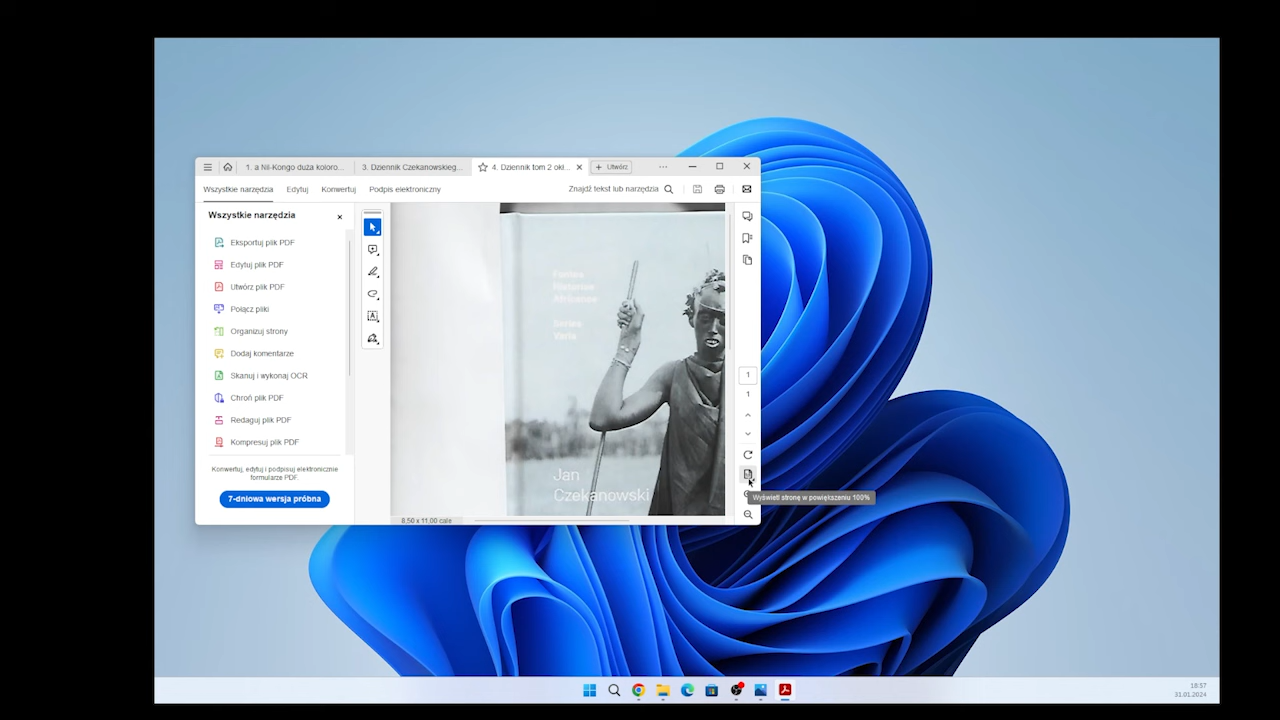 1. a Nil-Kongo duża koloro...
3. Dziennik Czekanowskiego...
4. Dziennik tom 2 okł...
Utwórz
Wszystkie narzędzia
Edytuj
Konwertuj
Podpis elektroniczny
Znajdź tekst lub narzędzia
Wszystkie narzędzia
Eksportuj plik PDF
Edytuj plik PDF
Utwórz plik PDF
Połącz pliki
Organizuj strony
Dodaj komentarze
Skanuj i wykonaj OCR
Chroń plik PDF
Redaguj plik PDF
Kompresuj plik PDF
Konwertuj, edytuj i podpisuj elektronicznie
formularze PDF.
7-dniowa wersja próbna
Fontes
Historiae
Africanae
Series
Varia
Jan
Czekanowski
8,50 x 11,00 cale
1
1
Wyświetl stronę w powiększeniu 100%
18:57
31.01.2024